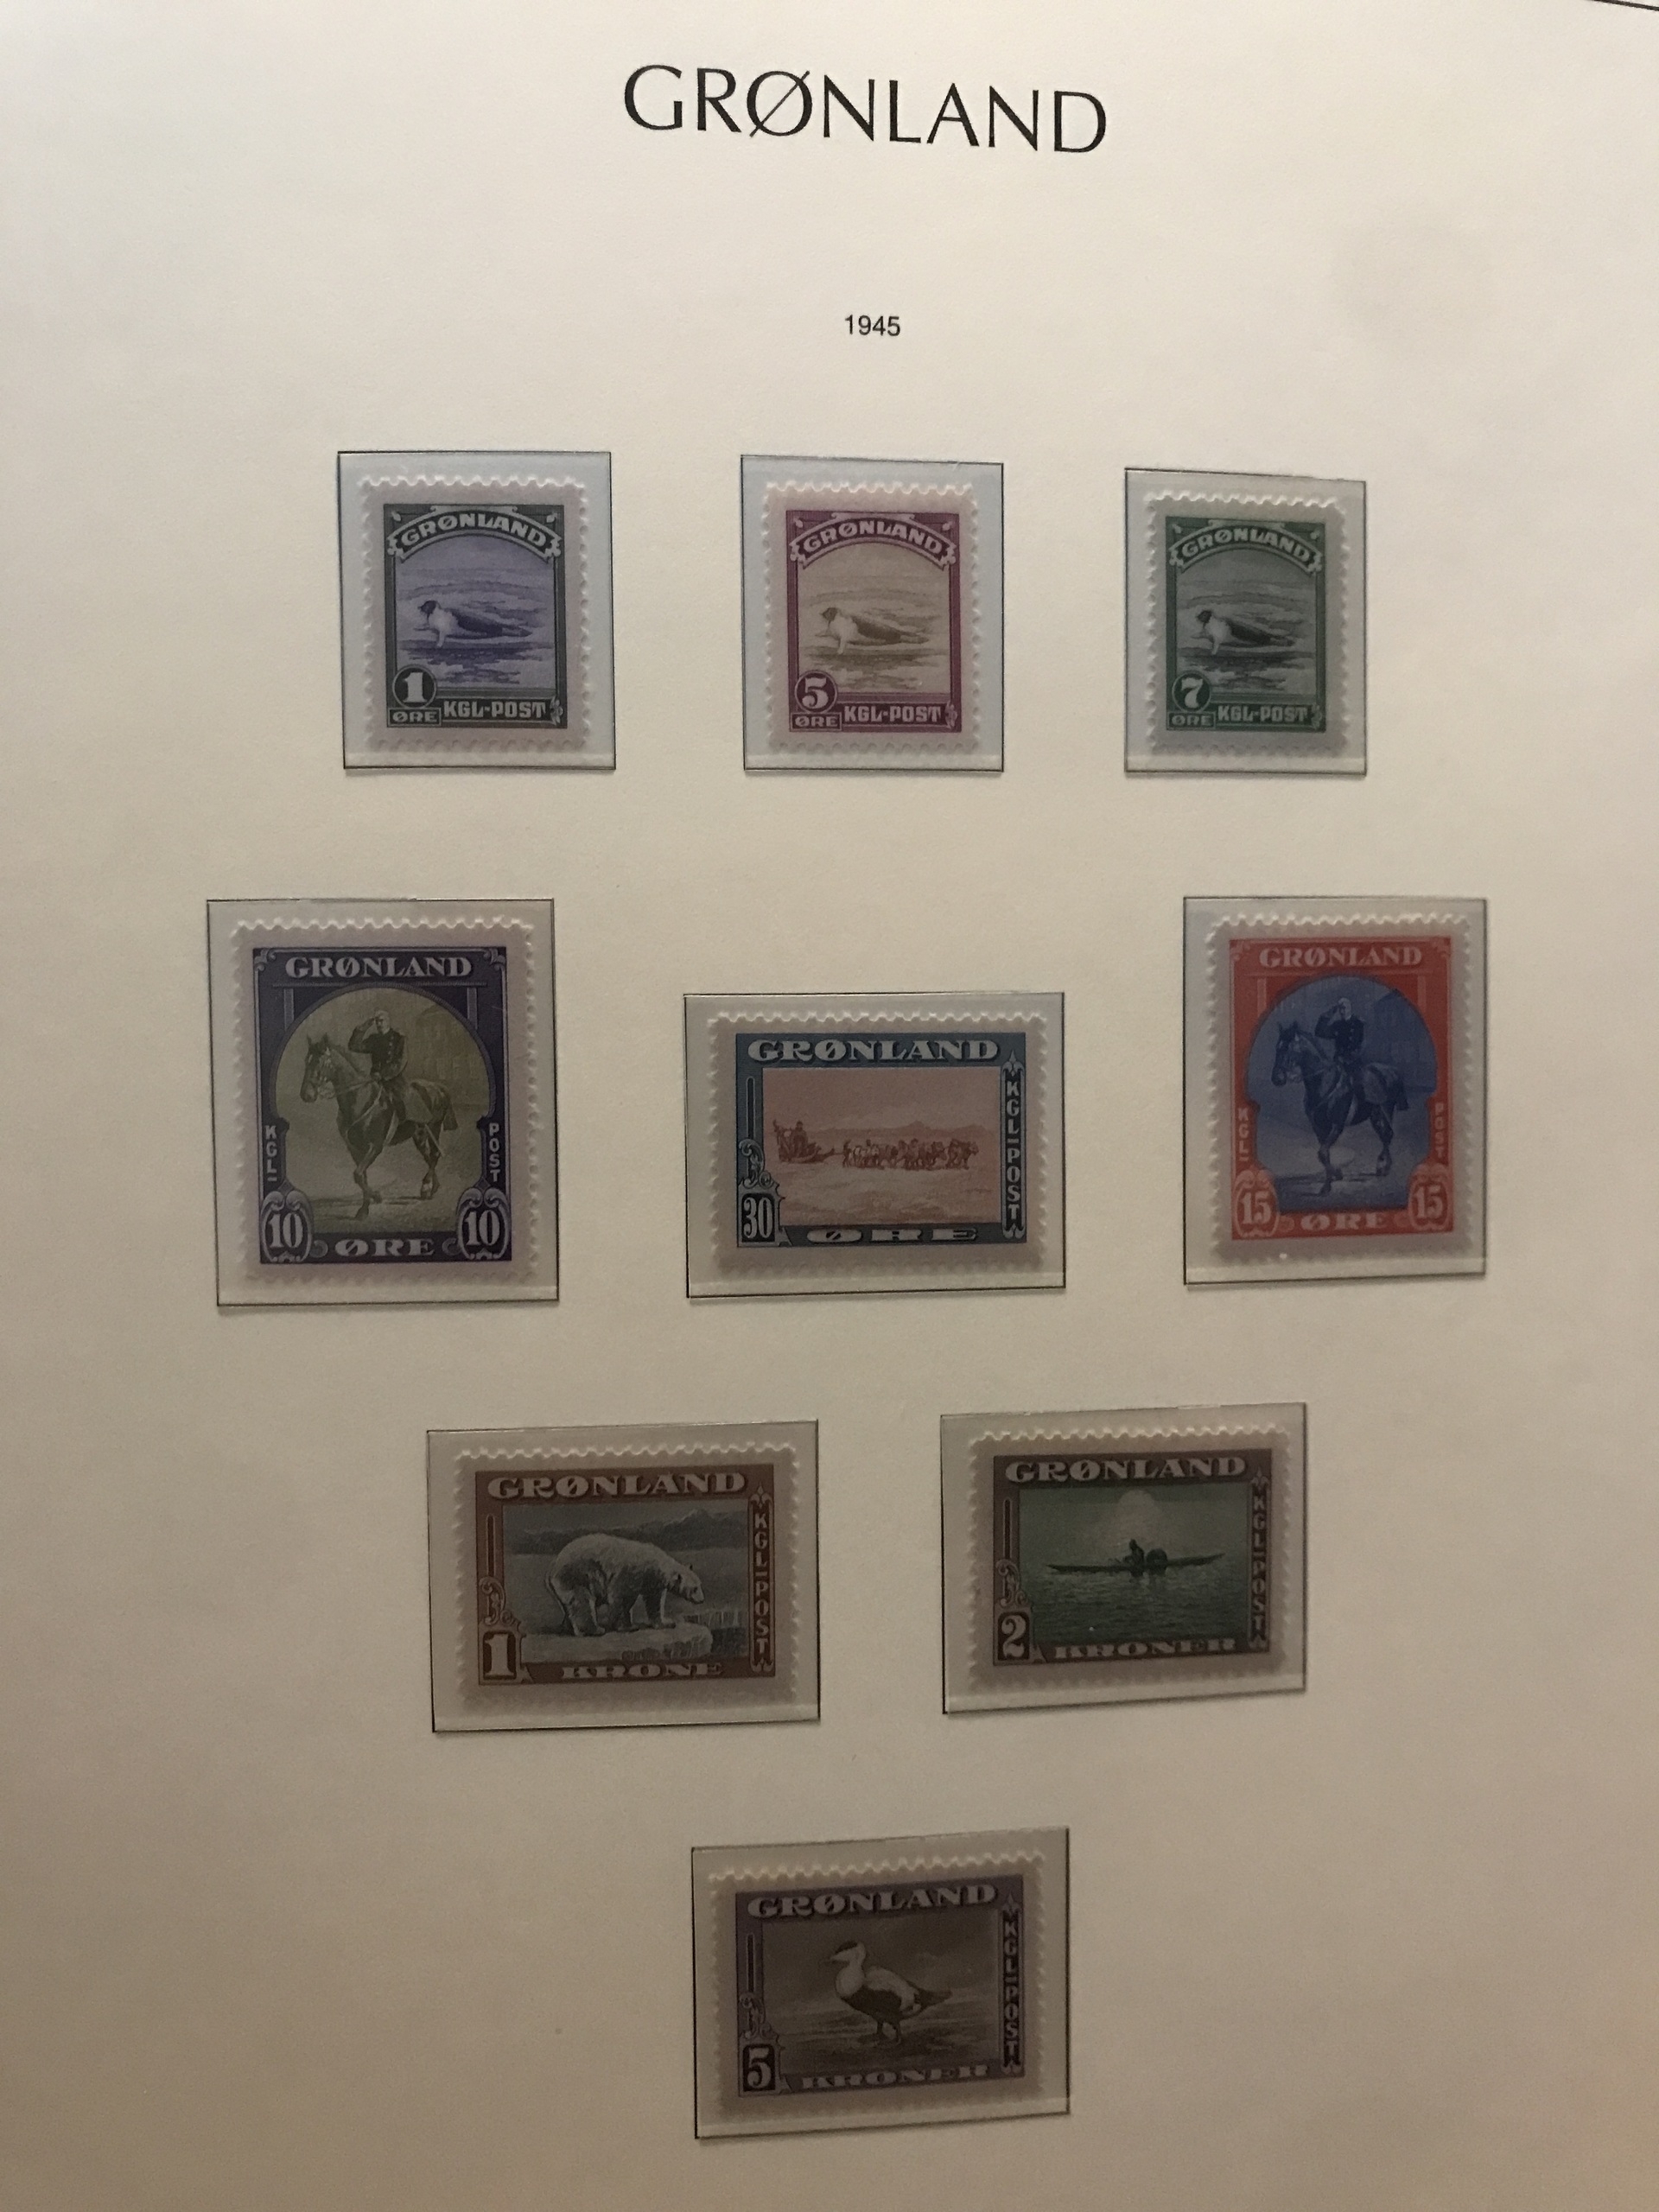 GRØNLAND
1945
GRØNLAND
1
ØRE KGL-POST
GRØNLAND
5
ØRE KGL-POST
GRØNLAND
7
ØRE KGL-POST
GRØNLAND
KGL- POST
10 ØRE 10
GRØNLAND
KGL-POST
30 ØRE
GRØNLAND
KGL- POST
15 ØRE 15
GRØNLAND
KGL-POST
1 KRONE
GRØNLAND
KGL-POST
2 KRONER
GRØNLAND
KGL-POST
5 KRONER